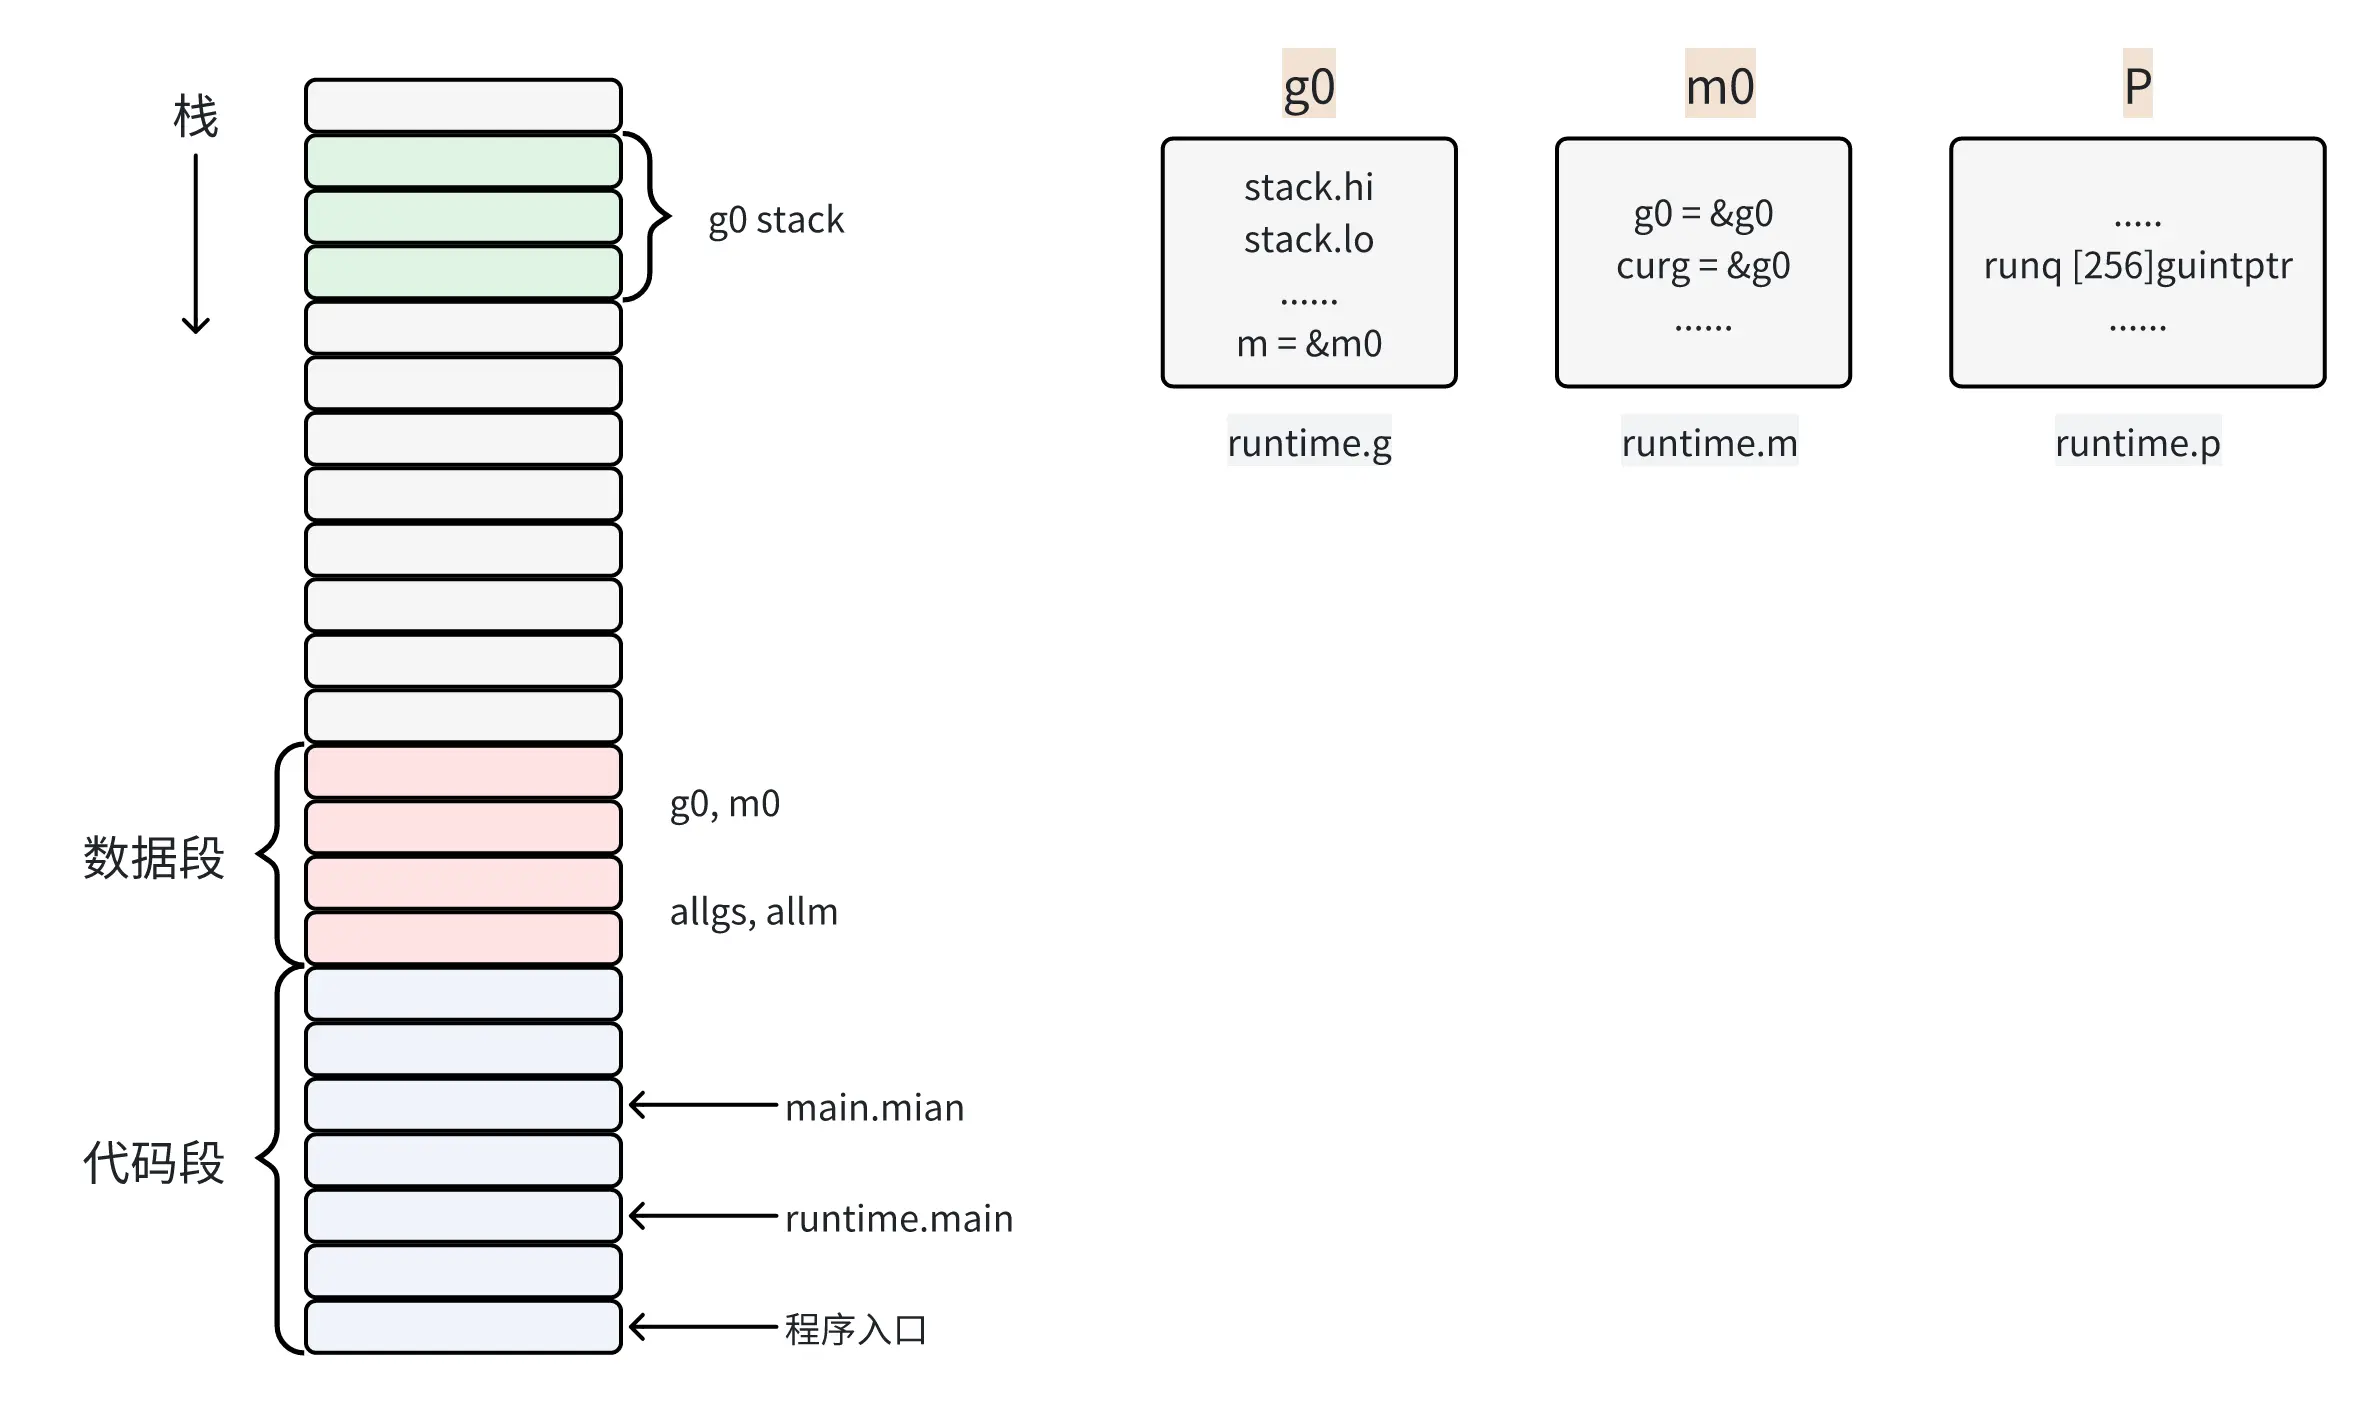 栈
g0 stack
数据段
g0, m0
allgs, allm
代码段
main.mian
runtime.main
程序入口
g0
stack.hi
stack.lo
......
m = &m0
runtime.g
m0
g0 = &g0
curg = &g0
......
runtime.m
P
.....
runq [256]guintptr
......
runtime.p